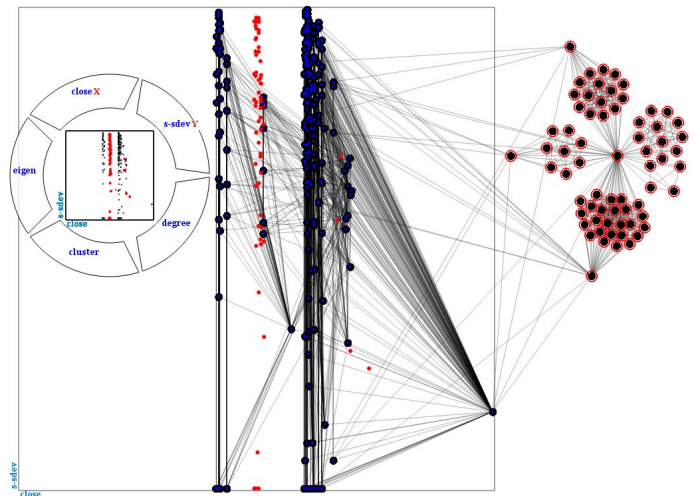 close X
s-sdev Y
eigen
s-sdev
close
degree
cluster
s-sdev
close